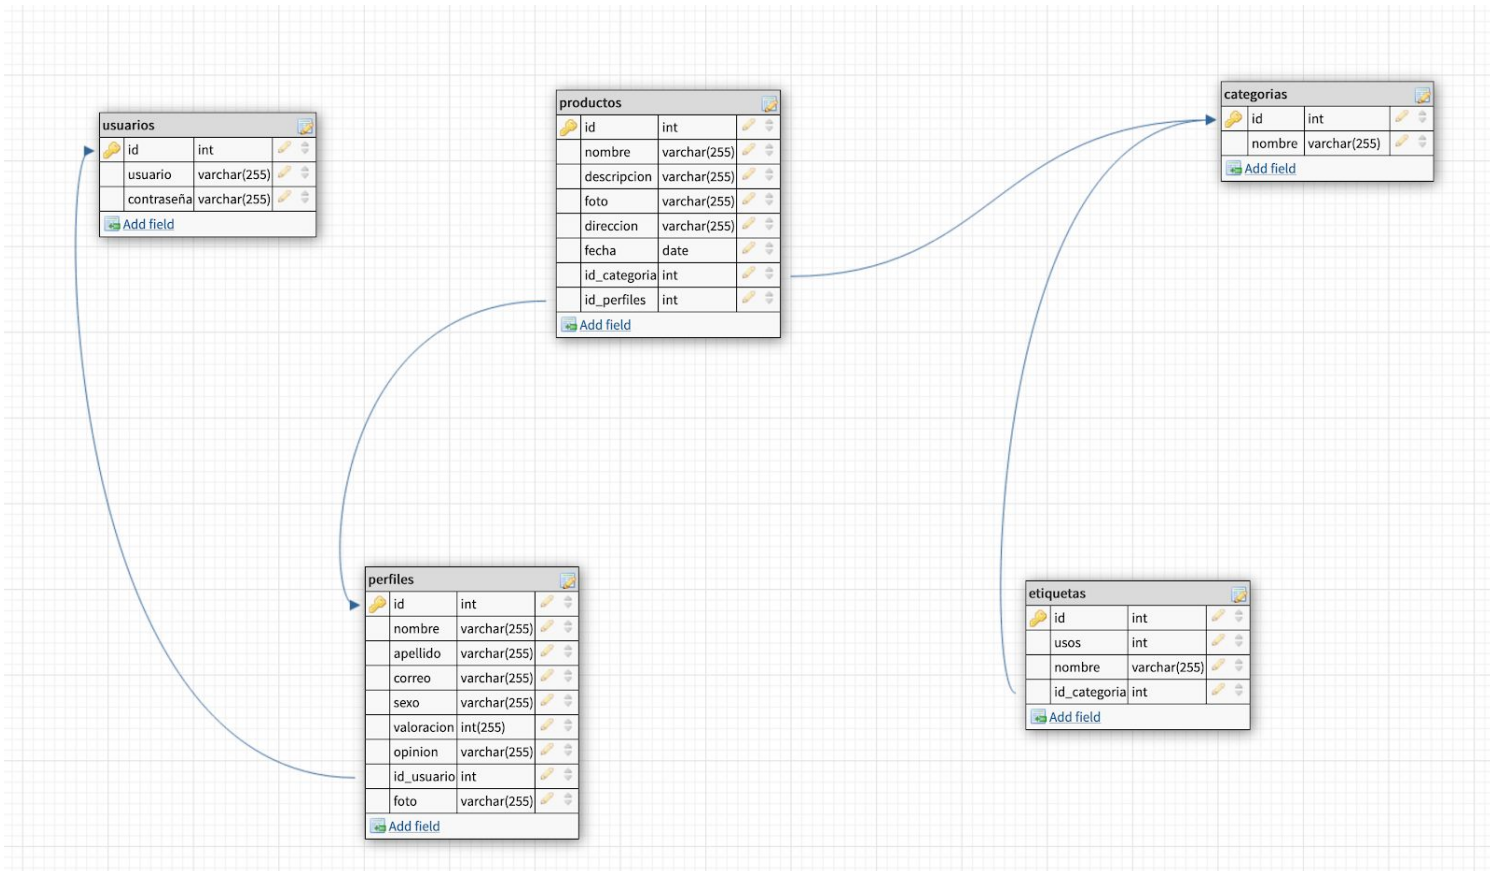 usuarios
id int
usuario varchar(255)
contraseña varchar(255)
Add field
productos
id int
nombre varchar(255)
descripcion varchar(255)
foto varchar(255)
direccion varchar(255)
fecha date
id_categoria int
id_perfiles int
Add field
categorias
id int
nombre varchar(255)
Add field
perfiles
id int
nombre varchar(255)
apellido varchar(255)
correo varchar(255)
sexo varchar(255)
valoracion int(255)
opinion varchar(255)
id_usuario int
foto varchar(255)
Add field
etiquetas
id int
usos int
nombre varchar(255)
id_categoria int
Add field